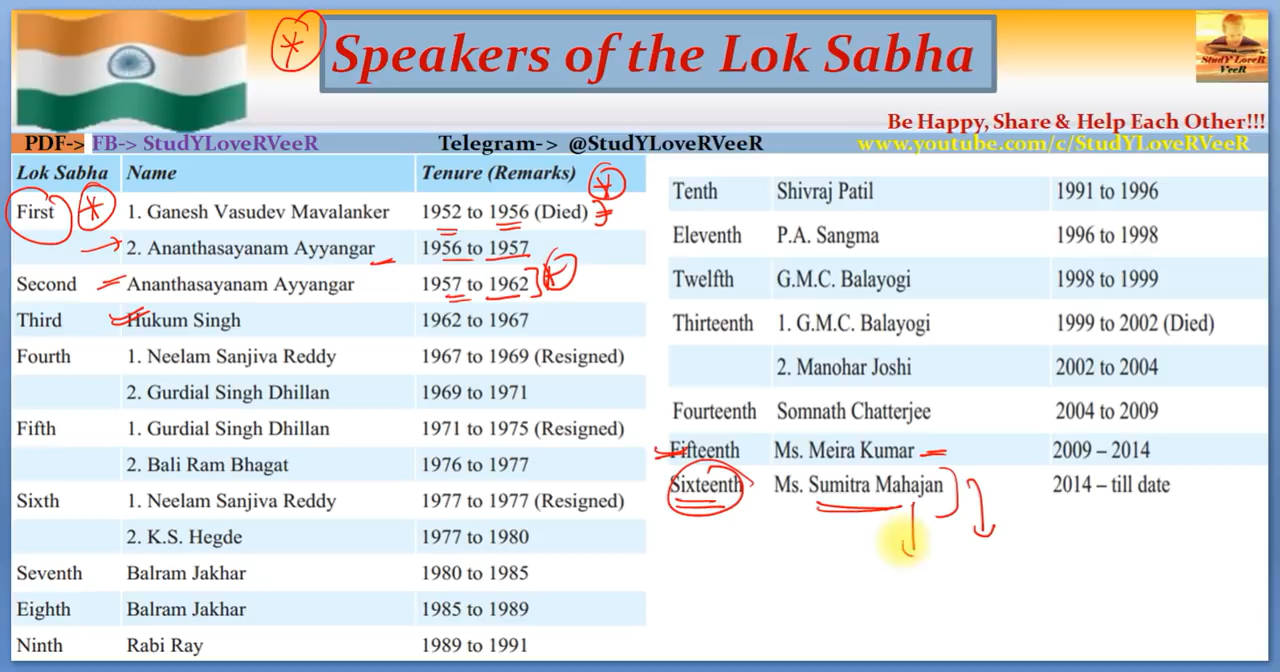 Speakers of the Lok Sabha
StudY LoveR
VeeR
Be Happy, Share & Help Each Other!!!
PDF-> FB-> StudYLoveRVeeR Telegram-> @StudYLoveRVeeR www.youtube.com/c/StudYLoveRVeeR
Lok Sabha Name Tenure (Remarks)
First 1. Ganesh Vasudev Mavalanker 1952 to 1956 (Died)
2. Ananthasayanam Ayyangar 1956 to 1957
Second Ananthasayanam Ayyangar 1957 to 1962
Third Hukum Singh 1962 to 1967
Fourth 1. Neelam Sanjiva Reddy 1967 to 1969 (Resigned)
2. Gurdial Singh Dhillan 1969 to 1971
Fifth 1. Gurdial Singh Dhillan 1971 to 1975 (Resigned)
2. Bali Ram Bhagat 1976 to 1977
Sixth 1. Neelam Sanjiva Reddy 1977 to 1977 (Resigned)
2. K.S. Hegde 1977 to 1980
Seventh Balram Jakhar 1980 to 1985
Eighth Balram Jakhar 1985 to 1989
Ninth Rabi Ray 1989 to 1991
Tenth Shivraj Patil 1991 to 1996
Eleventh P.A. Sangma 1996 to 1998
Twelfth G.M.C. Balayogi 1998 to 1999
Thirteenth 1. G.M.C. Balayogi 1999 to 2002 (Died)
2. Manohar Joshi 2002 to 2004
Fourteenth Somnath Chatterjee 2004 to 2009
Fifteenth Ms. Meira Kumar 2009 – 2014
Sixteenth Ms. Sumitra Mahajan 2014 – till date